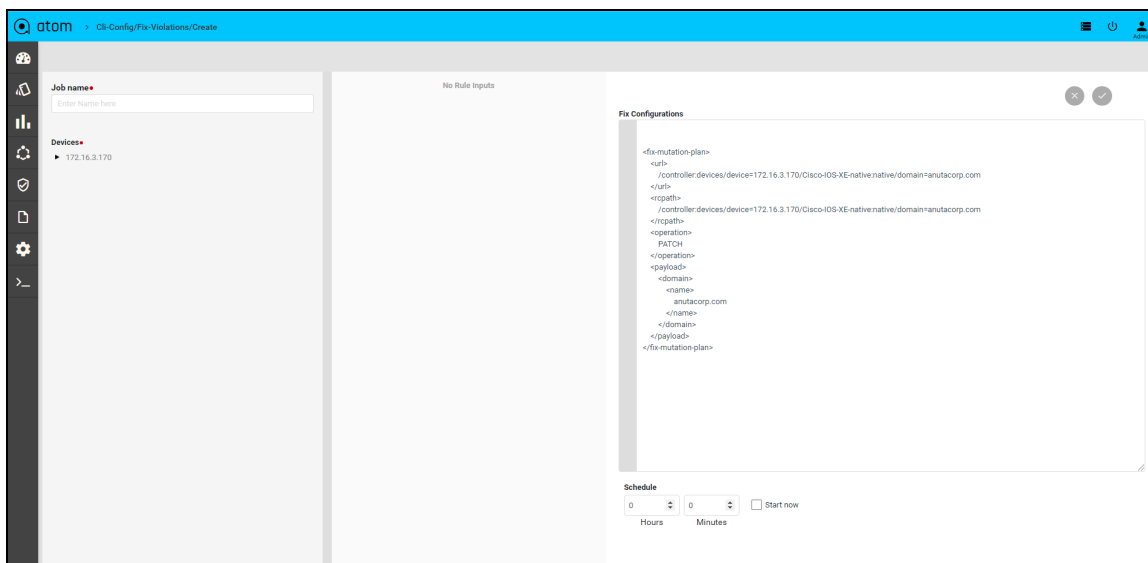 atom > Cli-Config/Fix-Violations/Create
Admin
Job name●
Enter Name here
Devices●
172.16.3.170
No Rule Inputs
Fix Configurations
<fix-mutation-plan>
<url>
/controller:devices/device=172.16.3.170/Cisco-IOS-XE-native:native/domain=anutacorp.com
</url>
<rcpath>
/controller:devices/device=172.16.3.170/Cisco-IOS-XE-native:native/domain=anutacorp.com
</rcpath>
<operation>
PATCH
</operation>
<payload>
<domain>
<name>
anutacorp.com
</name>
</domain>
</payload>
</fix-mutation-plan>
Schedule
0 0 Start now
Hours Minutes